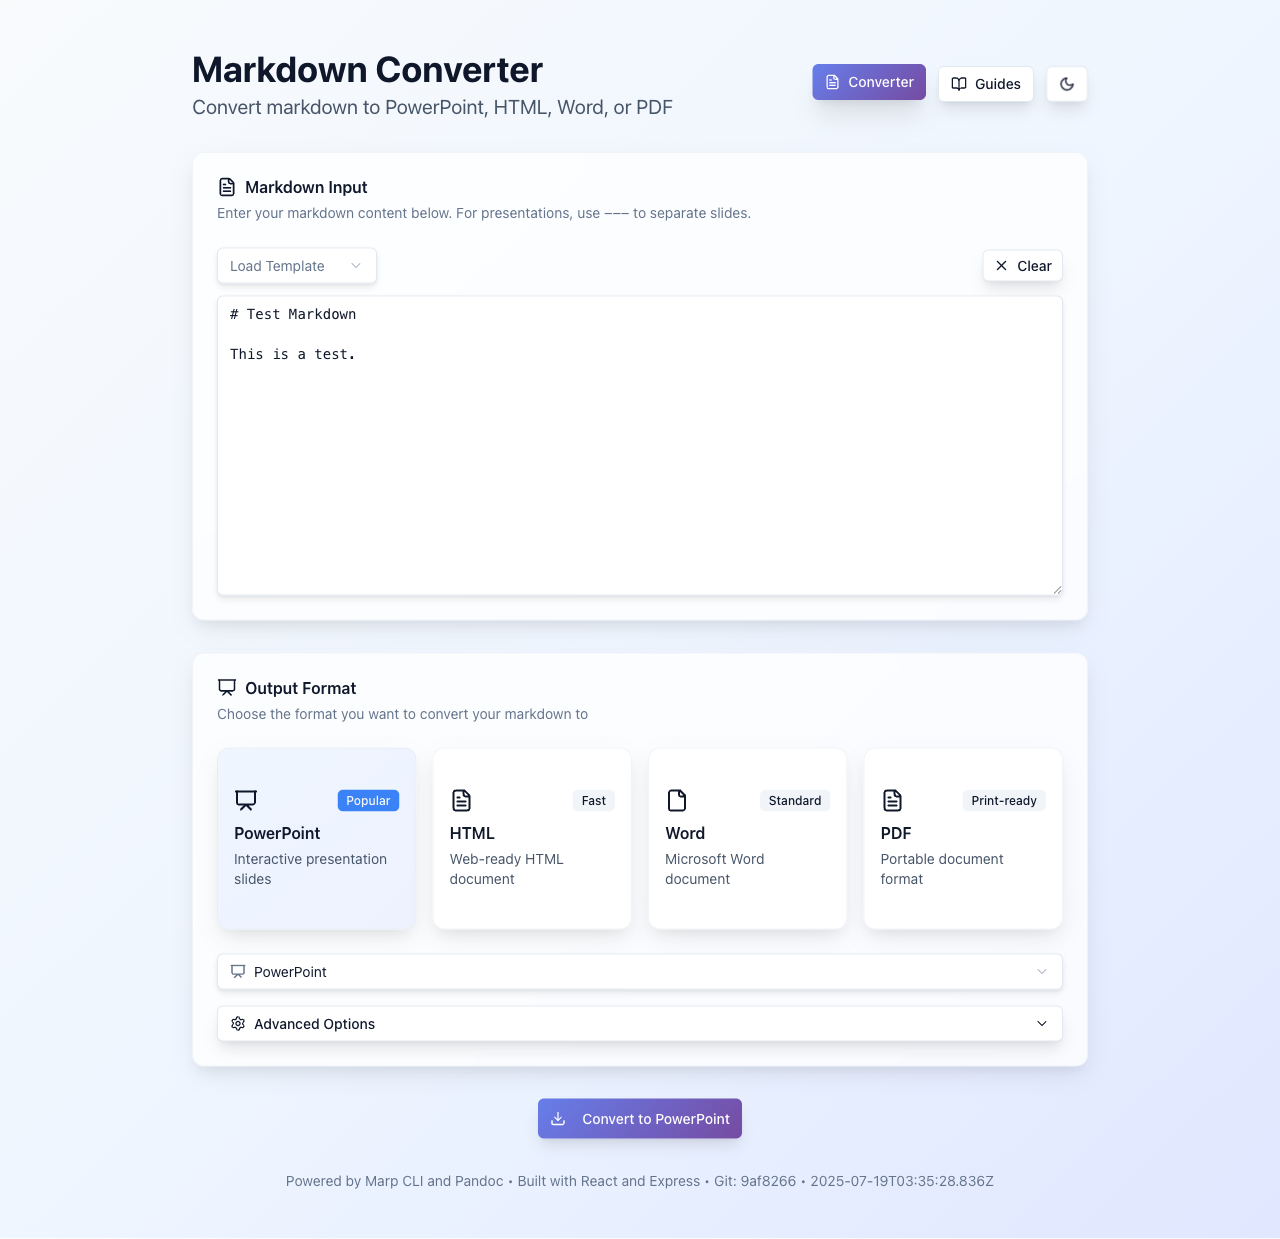 Markdown Converter
Convert markdown to PowerPoint, HTML, Word, or PDF
Converter
Guides
Markdown Input
Enter your markdown content below. For presentations, use --- to separate slides.
Load Template
Clear
# Test Markdown
This is a test.
Output Format
Choose the format you want to convert your markdown to
Popular
PowerPoint
Interactive presentation
slides
Fast
HTML
Web-ready HTML
document
Standard
Word
Microsoft Word
document
Print-ready
PDF
Portable document
format
PowerPoint
Advanced Options
Convert to PowerPoint
Powered by Marp CLI and Pandoc • Built with React and Express • Git: 9af8266 • 2025-07-19T03:35:28.836Z